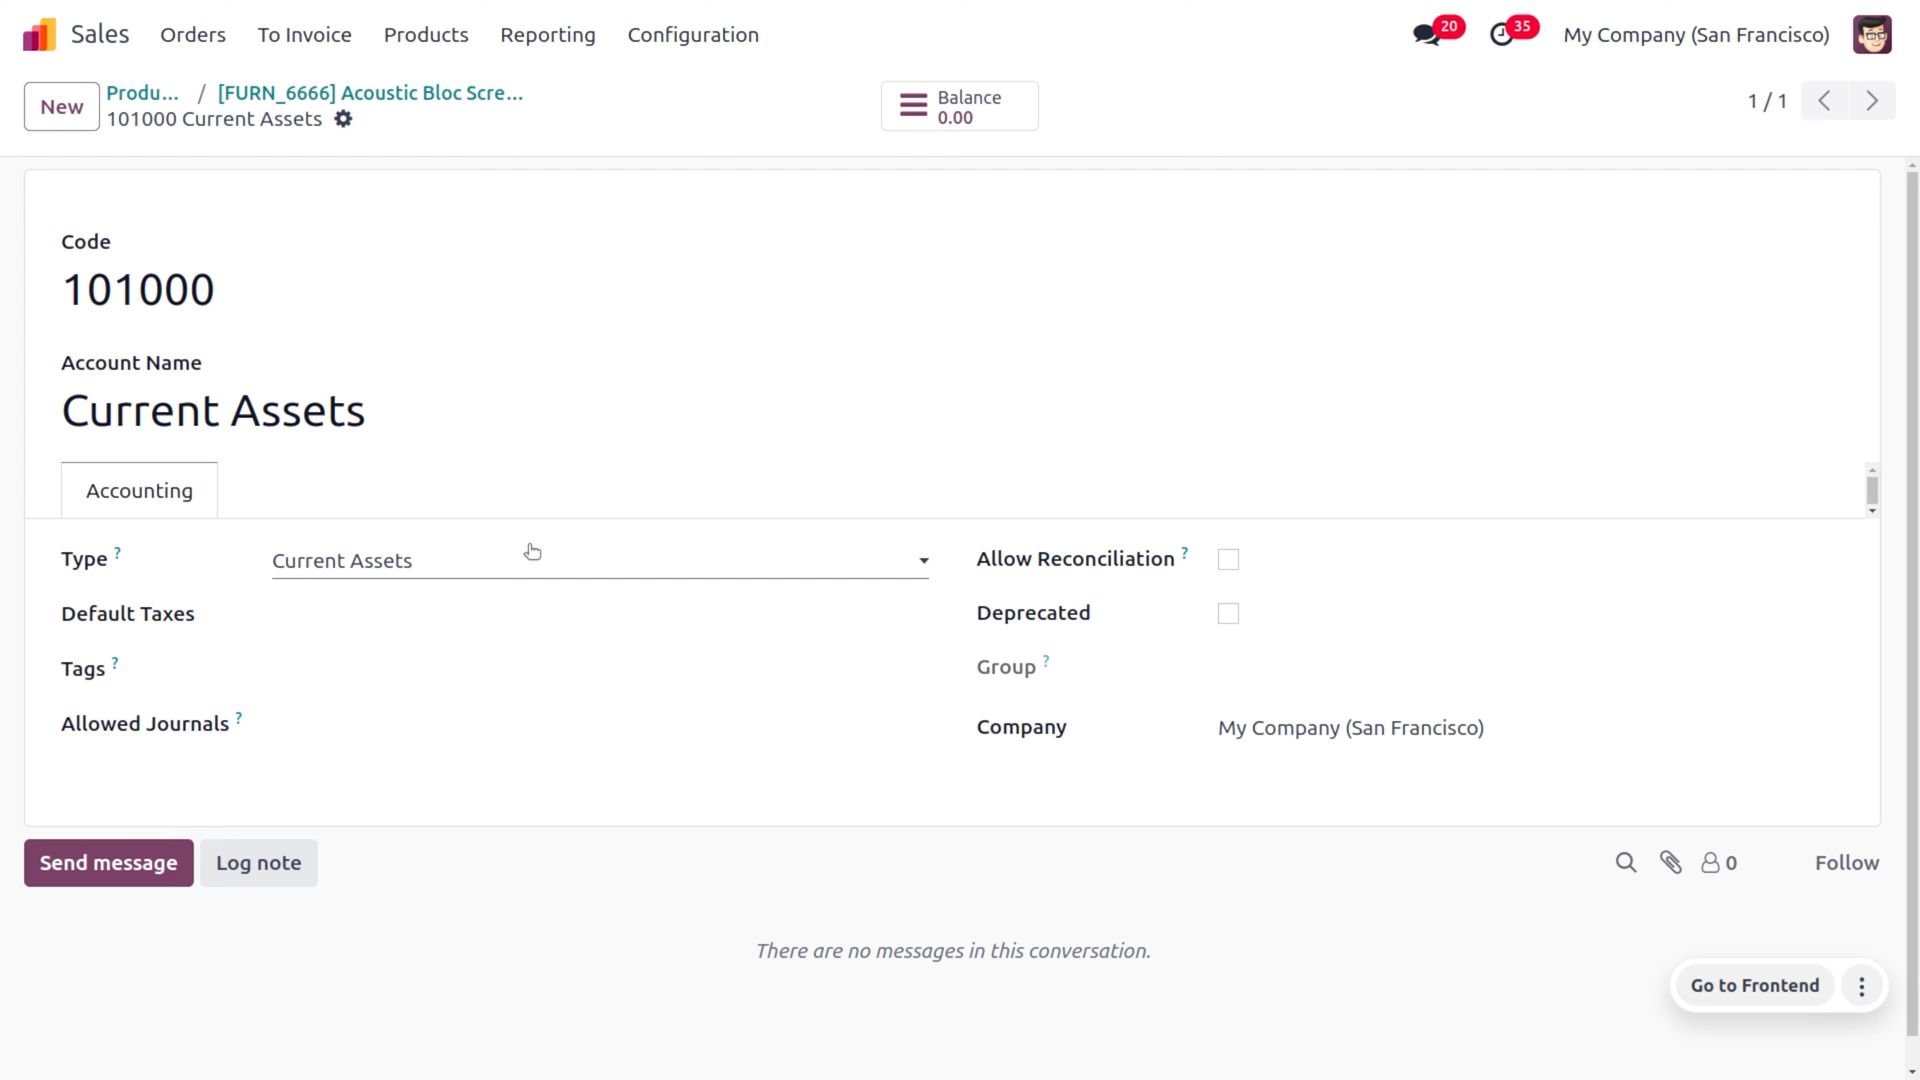 Sales Orders To Invoice Products Reporting Configuration 20 35 My Company (San Francisco)
New Produ... / [FURN_6666] Acoustic Bloc Scre...
101000 Current Assets
Balance
0.00
1 / 1
Code
101000
Account Name
Current Assets
Accounting
Type ? Current Assets
Default Taxes
Tags ?
Allowed Journals ?
Allow Reconciliation ?
Deprecated
Group ?
Company My Company (San Francisco)
Send message Log note 0 Follow
There are no messages in this conversation.
Go to Frontend